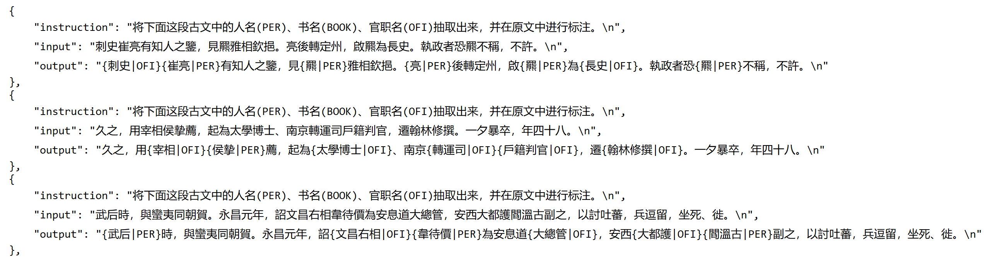 {
"instruction": "将下面这段古文中的人名(PER)、书名(BOOK)、官职名(OFI)抽取出来，并在原文中进行标注。\n",
"input": "刺史崔亮有知人之鑒，見羆雅相欽挹。亮後轉定州，啟羆為長史。執政者恐羆不稱，不許。\n",
"output": "{刺史|OFI}{崔亮|PER}有知人之鑒，見{羆|PER}雅相欽挹。{亮|PER}後轉定州，啟{羆|PER}為{長史|OFI}。執政者恐{羆|PER}不稱，不許。\n"
},
{
"instruction": "将下面这段古文中的人名(PER)、书名(BOOK)、官职名(OFI)抽取出来，并在原文中进行标注。\n",
"input": "久之，用宰相侯摯薦，起為太學博士、南京轉運司戶籍判官，遷翰林修撰。一夕暴卒，年四十八。\n",
"output": "久之，用{宰相|OFI}{侯摯|PER}薦，起為{太學博士|OFI}、南京{轉運司|OFI}{戶籍判官|OFI}，遷{翰林修撰|OFI}。一夕暴卒，年四十八。\n"
},
{
"instruction": "将下面这段古文中的人名(PER)、书名(BOOK)、官职名(OFI)抽取出来，并在原文中进行标注。\n",
"input": "武后時，與蠻夷同朝賀。永昌元年，詔文昌右相韋待價為安息道大總管，安西大都護閻溫古副之，以討吐蕃，兵逗留，坐死、徙。\n",
"output": "{武后|PER}時，與蠻夷同朝賀。永昌元年，詔{文昌右相|OFI}{韋待價|PER}為安息道{大總管|OFI}，安西{大都護|OFI}{閻溫古|PER}副之，以討吐蕃，兵逗留，坐死、徙。\n"
},